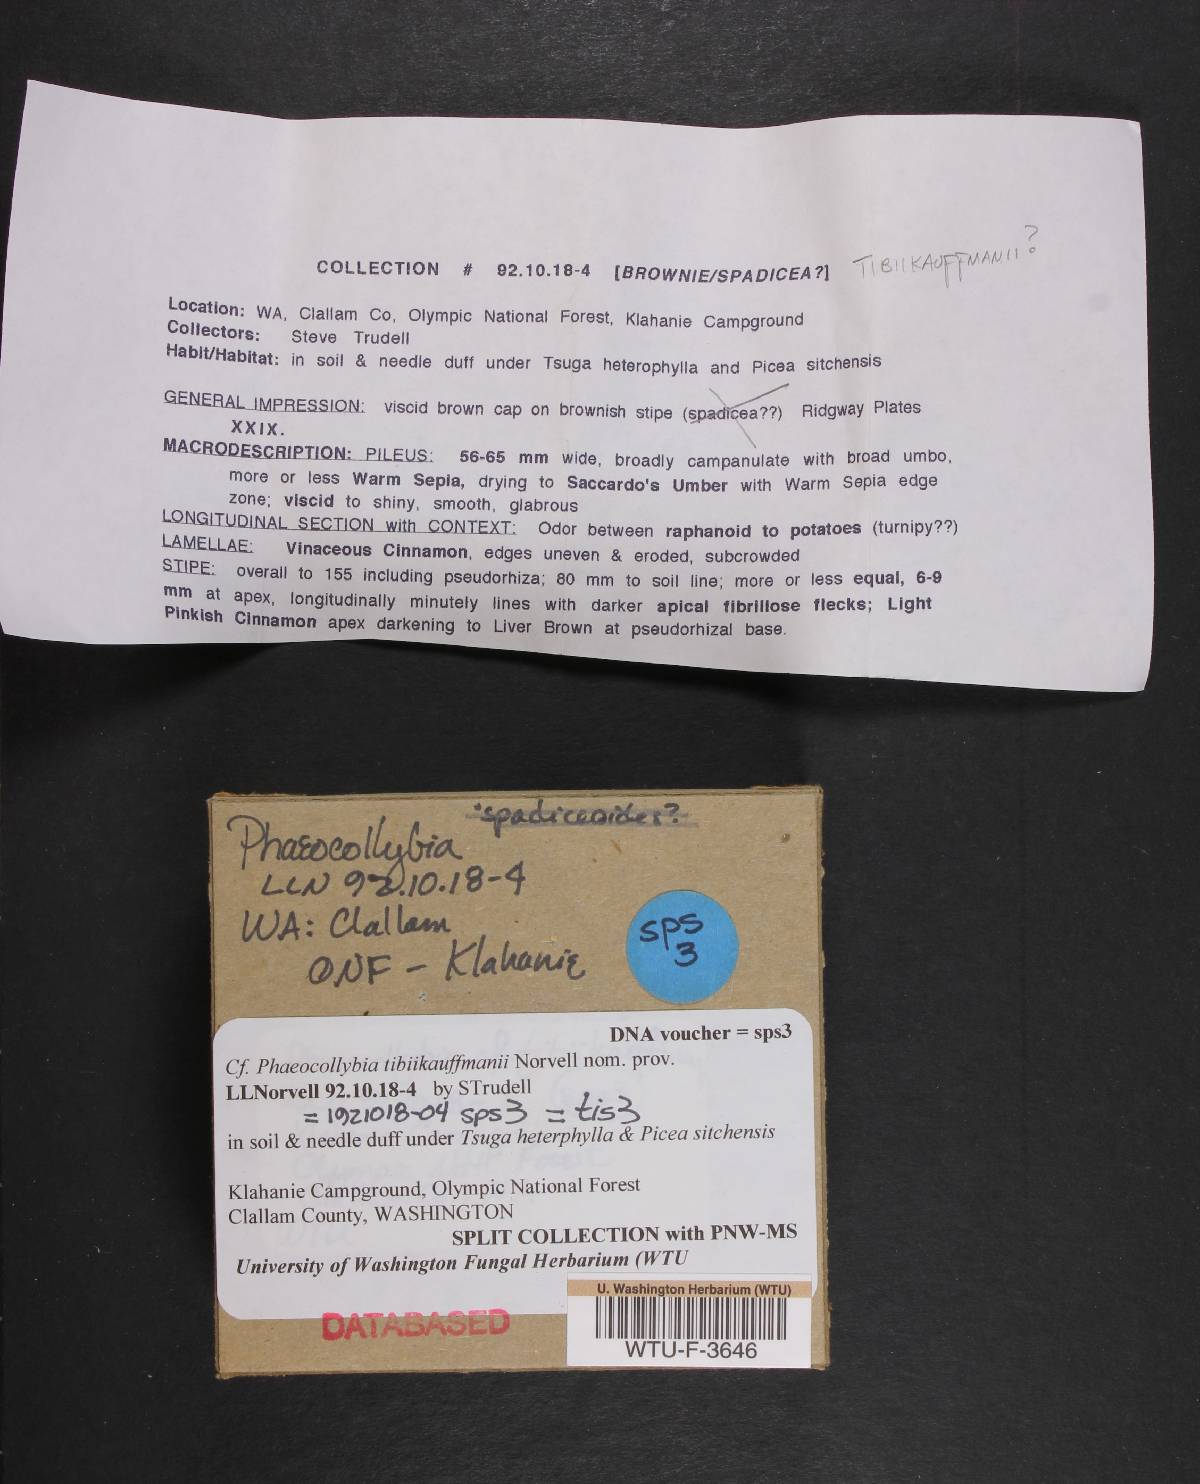 COLLECTION # 92.10.18-4 [BROWNIE/SPADICEA?] TIBIIKAUFFMANII?
Location: WA, Clallam Co, Olympic National Forest, Klahanie Campground
Collectors: Steve Trudell
Habit/Habitat: in soil & needle duff under Tsuga heterophylla and Picea sitchensis
GENERAL IMPRESSION: viscid brown cap on brownish stipe (spadicea??) Ridgway Plates
XXIX.
MACRODESCRIPTION: PILEUS: 56-65 mm wide, broadly campanulate with broad umbo,
more or less Warm Sepia, drying to Saccardo's Umber with Warm Sepia edge
zone; viscid to shiny, smooth, glabrous
LONGITUDINAL SECTION with CONTEXT: Odor between raphanoid to potatoes (turnipy??)
LAMELLAE: Vinaceous Cinnamon, edges uneven & eroded, subcrowded
STIPE: overall to 155 including pseudorhiza; 80 mm to soil line; more or less equal, 6-9
mm at apex, longitudinally minutely lines with darker apical fibrillose flecks; Light
Pinkish Cinnamon apex darkening to Liver Brown at pseudorhizal base.
"spadiceoides?
Phaeocollybia
LLN 92.10.18-4
WA: Clallam
ONF - Klahanie
sps
3
DNA voucher = sps3
Cf. Phaeocollybia tibiikauffmanii Norvell nom. prov.
LLNorvell 92.10.18-4 by STrudell
= 1921018-04 sps3 = tis3
in soil & needle duff under Tsuga heterphylla & Picea sitchensis
Klahanie Campground, Olympic National Forest
Clallam County, WASHINGTON
SPLIT COLLECTION with PNW-MS
University of Washington Fungal Herbarium (WTU
DATABASED
U. Washington Herbarium (WTU)
WTU-F-3646